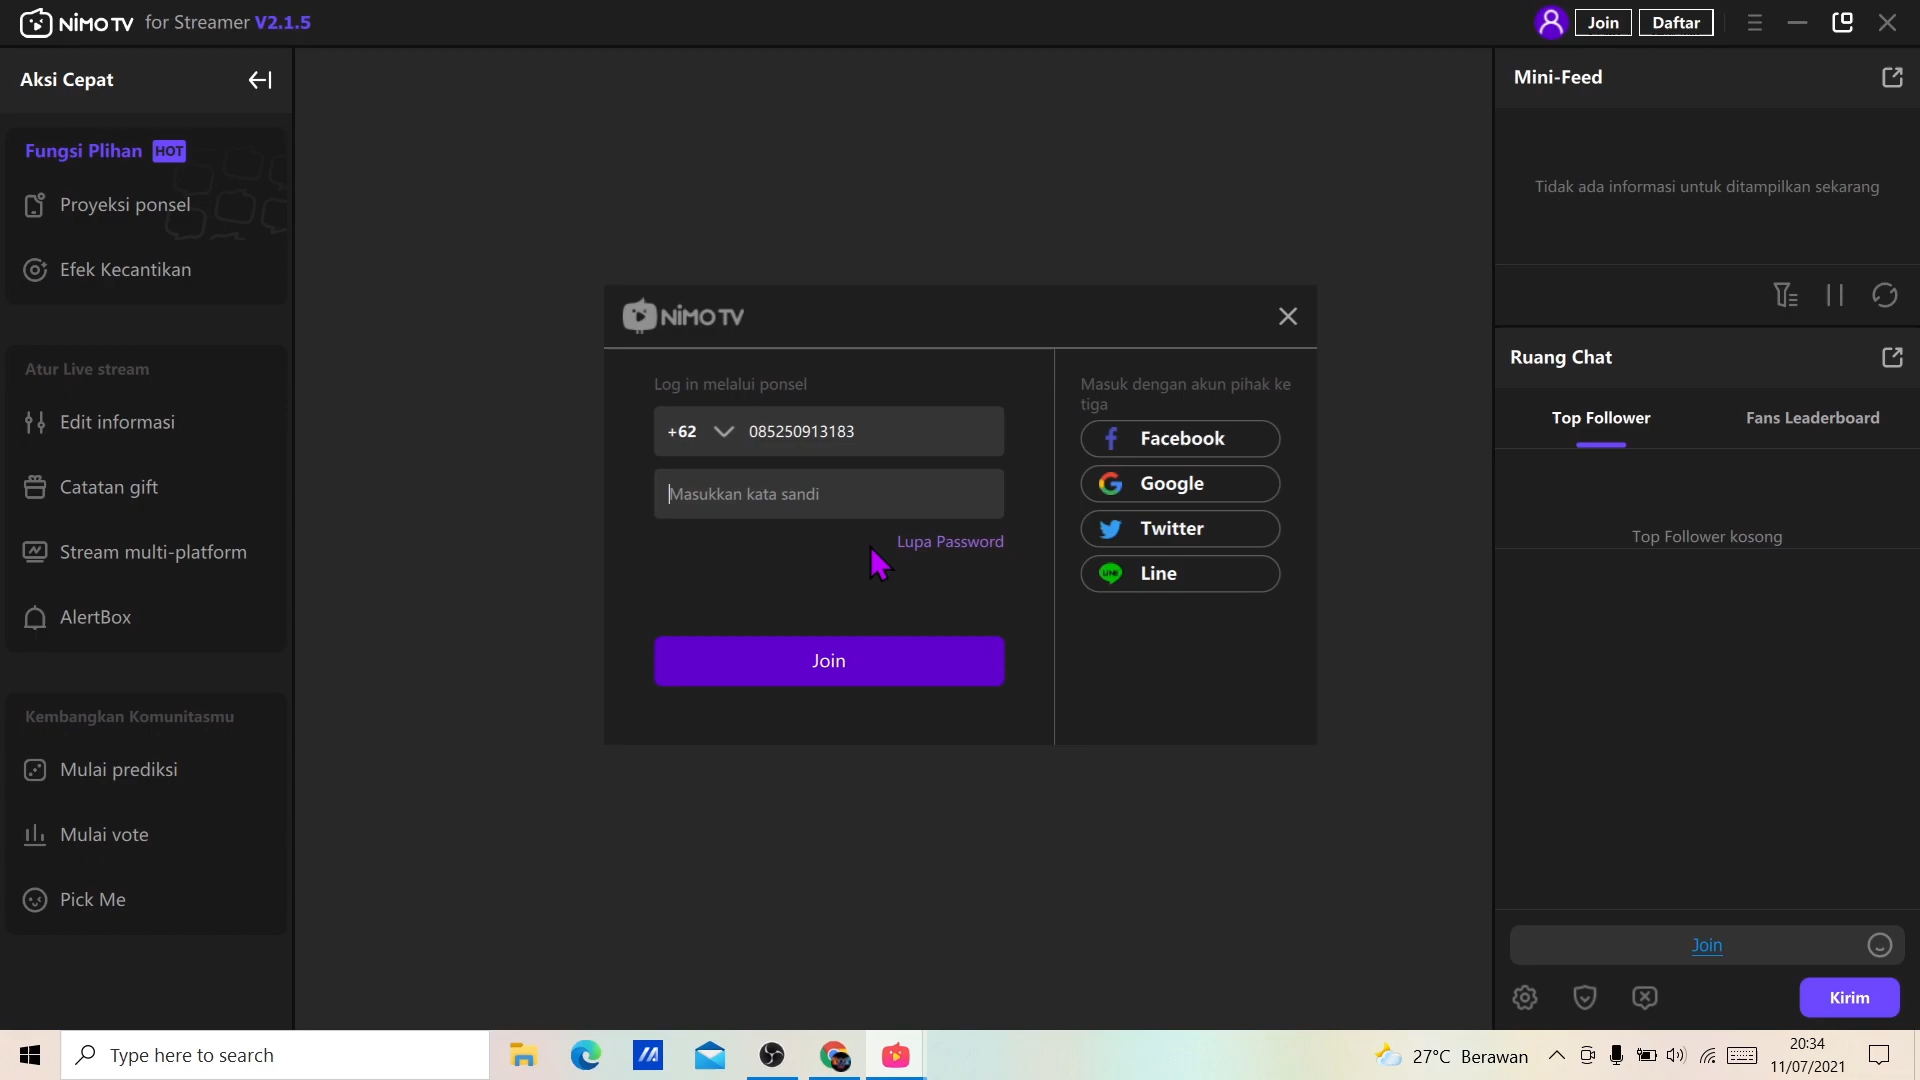 NiMO TV for Streamer V2.1.5
Join
Daftar
Aksi Cepat
Fungsi Plihan HOT
Proyeksi ponsel
Efek Kecantikan
Atur Live stream
Edit informasi
Catatan gift
Stream multi-platform
AlertBox
Kembangkan Komunitasmu
Mulai prediksi
Mulai vote
Pick Me
NiMO TV
Log in melalui ponsel
+62 085250913183
Masukkan kata sandi
Lupa Password
Join
Masuk dengan akun pihak ke
tiga
Facebook
Google
Twitter
LINE Line
Mini-Feed
Tidak ada informasi untuk ditampilkan sekarang
Ruang Chat
Top Follower
Fans Leaderboard
Top Follower kosong
Join
Kirim
Type here to search
27°C Berawan
20:34
11/07/2021